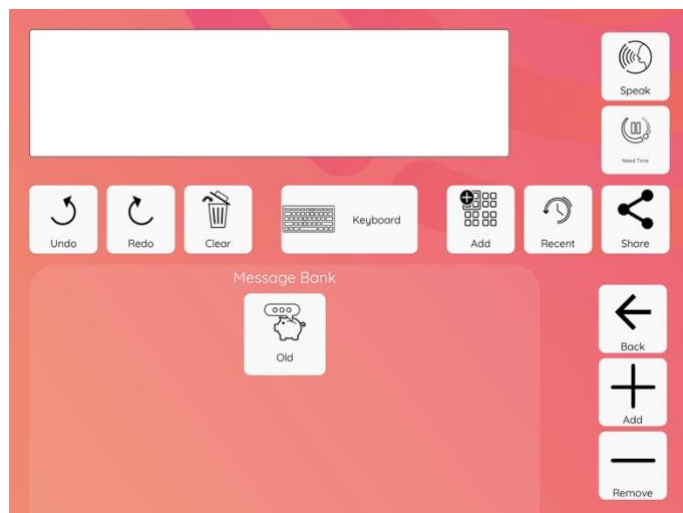 Speak
Need Time
Undo
Redo
Clear
Keyboard
Add
Recent
Share
Message Bank
Old
Back
Add
Remove